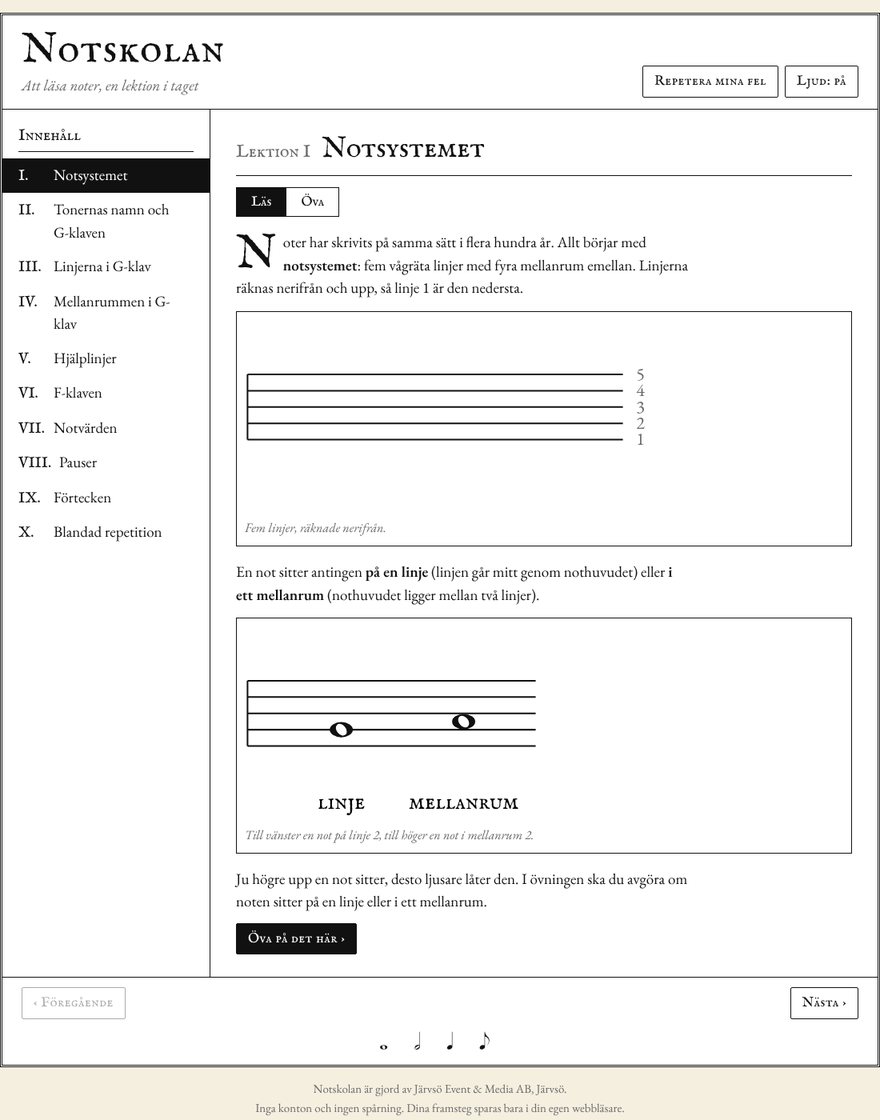 Notskolan
Att läsa noter, en lektion i taget
Repetera mina fel
Ljud: på
Innehåll
I. Notsystemet
II. Tonernas namn och
G-klaven
III. Linjerna i G-klav
IV. Mellanrummen i G-
klav
V. Hjälplinjer
VI. F-klaven
VII. Notvärden
VIII. Pauser
IX. Förtecken
X. Blandad repetition
Lektion I Notsystemet
Läs Öva
Noter har skrivits på samma sätt i flera hundra år. Allt börjar med
notsystemet: fem vågräta linjer med fyra mellanrum emellan. Linjerna
räknas nerifrån och upp, så linje 1 är den nedersta.
5
4
3
2
1
Fem linjer, räknade nerifrån.
En not sitter antingen på en linje (linjen går mitt genom nothuvudet) eller i
ett mellanrum (nothuvudet ligger mellan två linjer).
linje mellanrum
Till vänster en not på linje 2, till höger en not i mellanrum 2.
Ju högre upp en not sitter, desto ljusare låter den. I övningen ska du avgöra om
noten sitter på en linje eller i ett mellanrum.
Öva på det här ›
‹ Föregående
Nästa ›
Notskolan är gjord av Järvsö Event & Media AB, Järvsö.
Inga konton och ingen spårning. Dina framsteg sparas bara i din egen webbläsare.